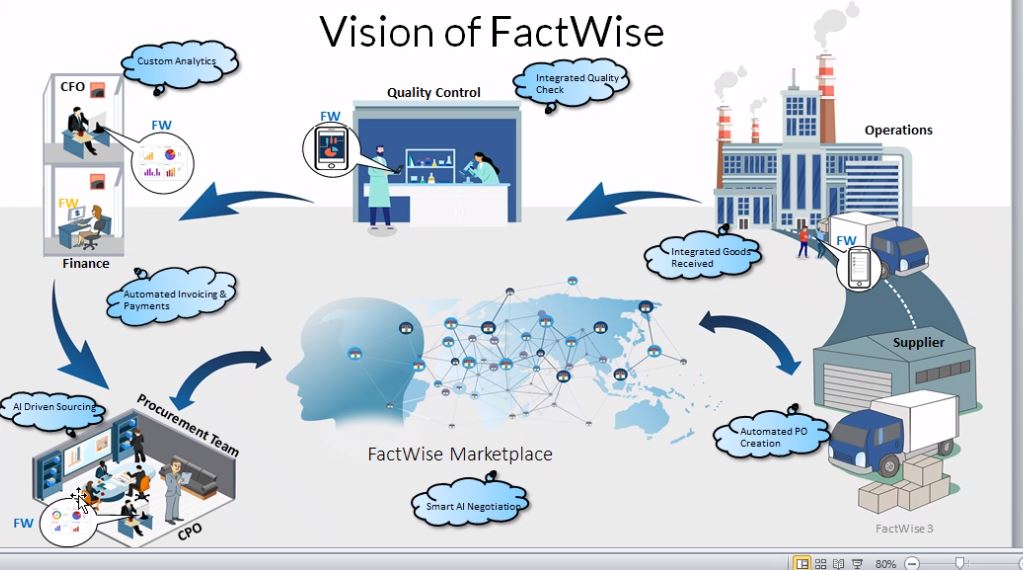 Vision of FactWise
Custom Analytics
CFO
FW
Quality Control
FW
Integrated Quality
Check
Operations
FW
Finance
Integrated Goods
Received
FW
Automated Invoicing &
Payments
Supplier
AI Driven Sourcing
Procurement Team
Automated PO
Creation
FactWise Marketplace
Smart AI Negotiation
FW
CPO
FactWise 3
80%